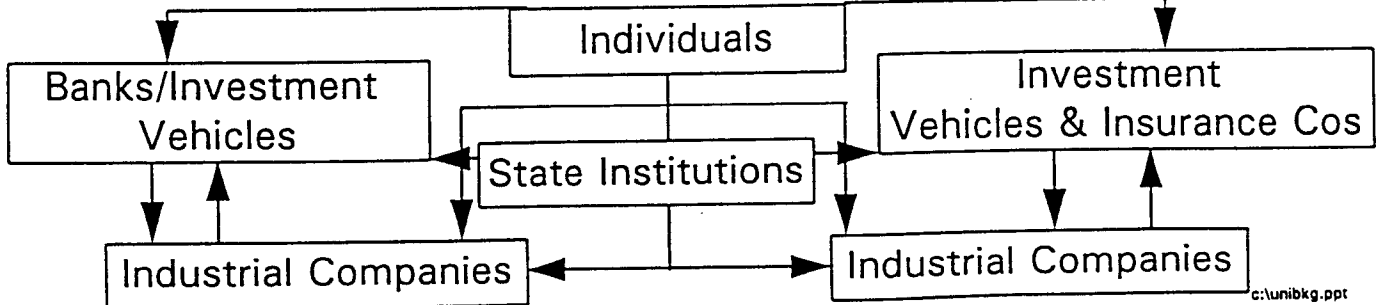 Individuals
Banks/Investment
Vehicles
Investment
Vehicles & Insurance Cos
State Institutions
Industrial Companies
Industrial Companies
c:\unibkg.ppt